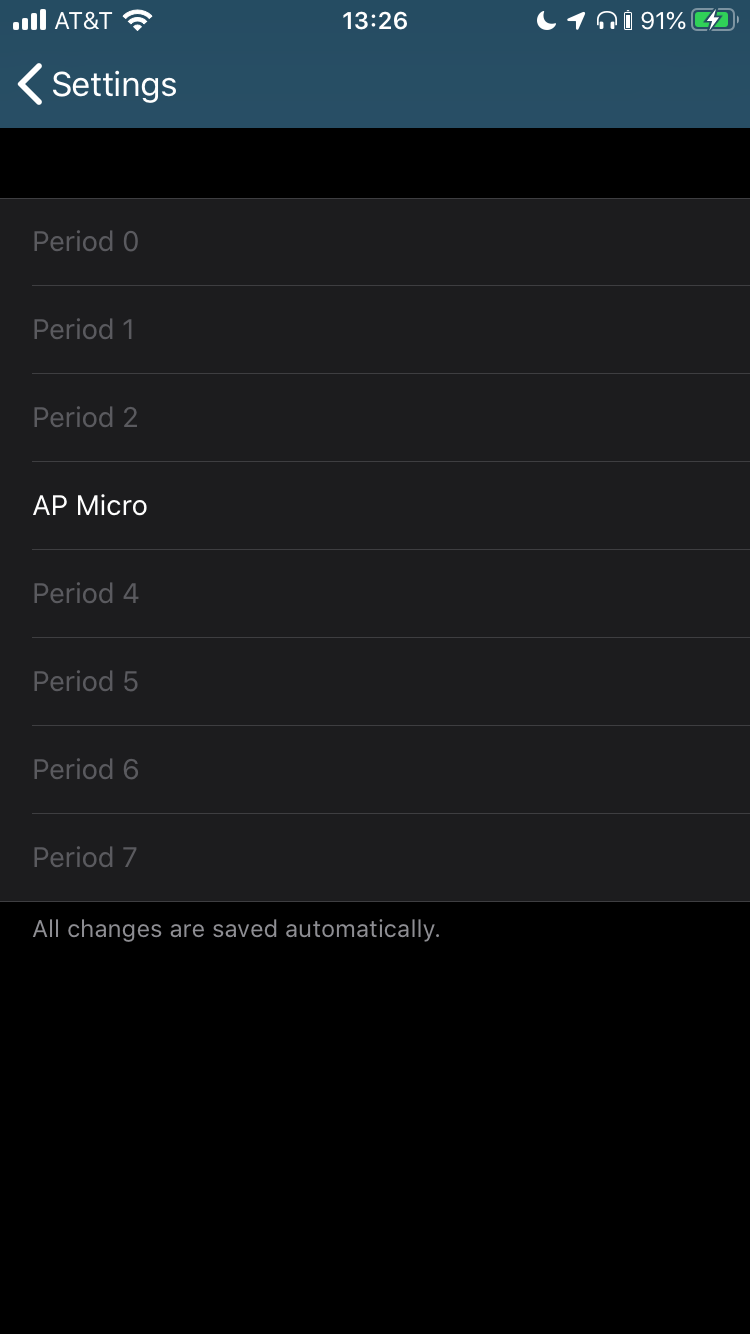 AT&T 13:26 91%
Settings
Period 0
Period 1
Period 2
AP Micro
Period 4
Period 5
Period 6
Period 7
All changes are saved automatically.